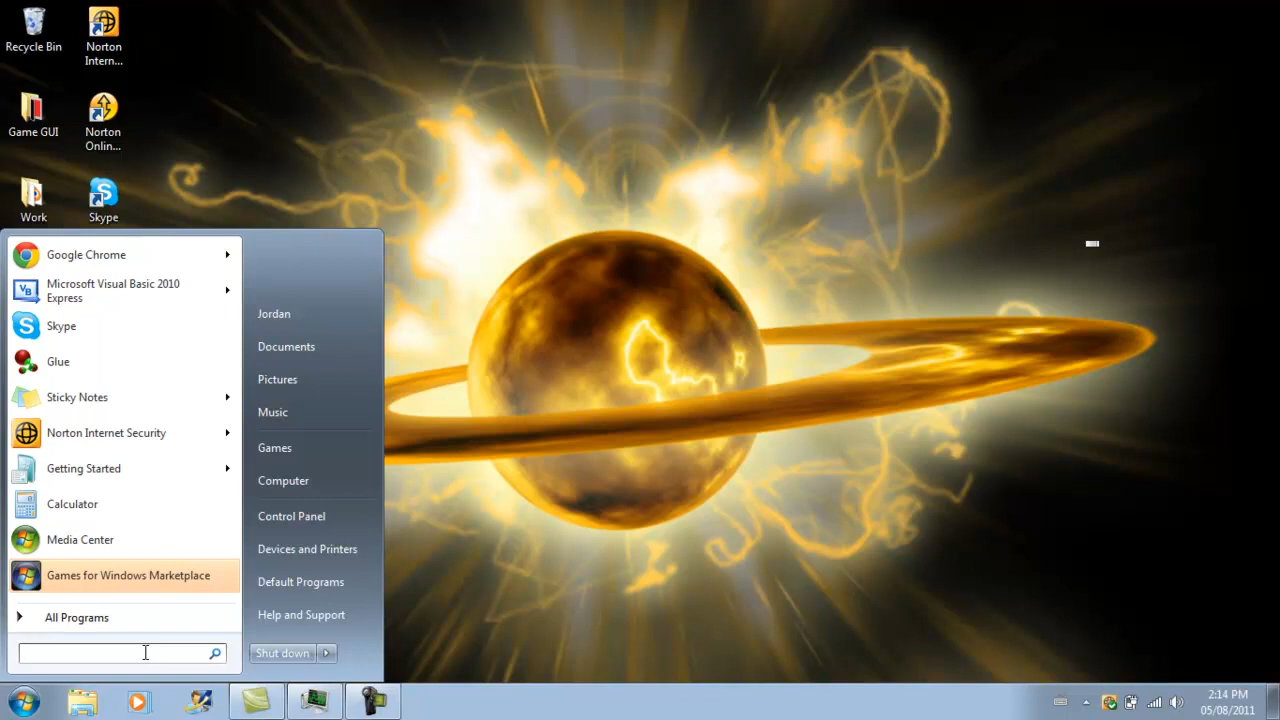 Recycle Bin
Norton
Intern...
Game GUI
Norton
Onlin...
Work
Skype
Google Chrome
Microsoft Visual Basic 2010
Express
Skype
Glue
Sticky Notes
Norton Internet Security
Getting Started
Calculator
Media Center
Games for Windows Marketplace
All Programs
Jordan
Documents
Pictures
Music
Games
Computer
Control Panel
Devices and Printers
Default Programs
Help and Support
Shut down
2:14 PM
05/08/2011